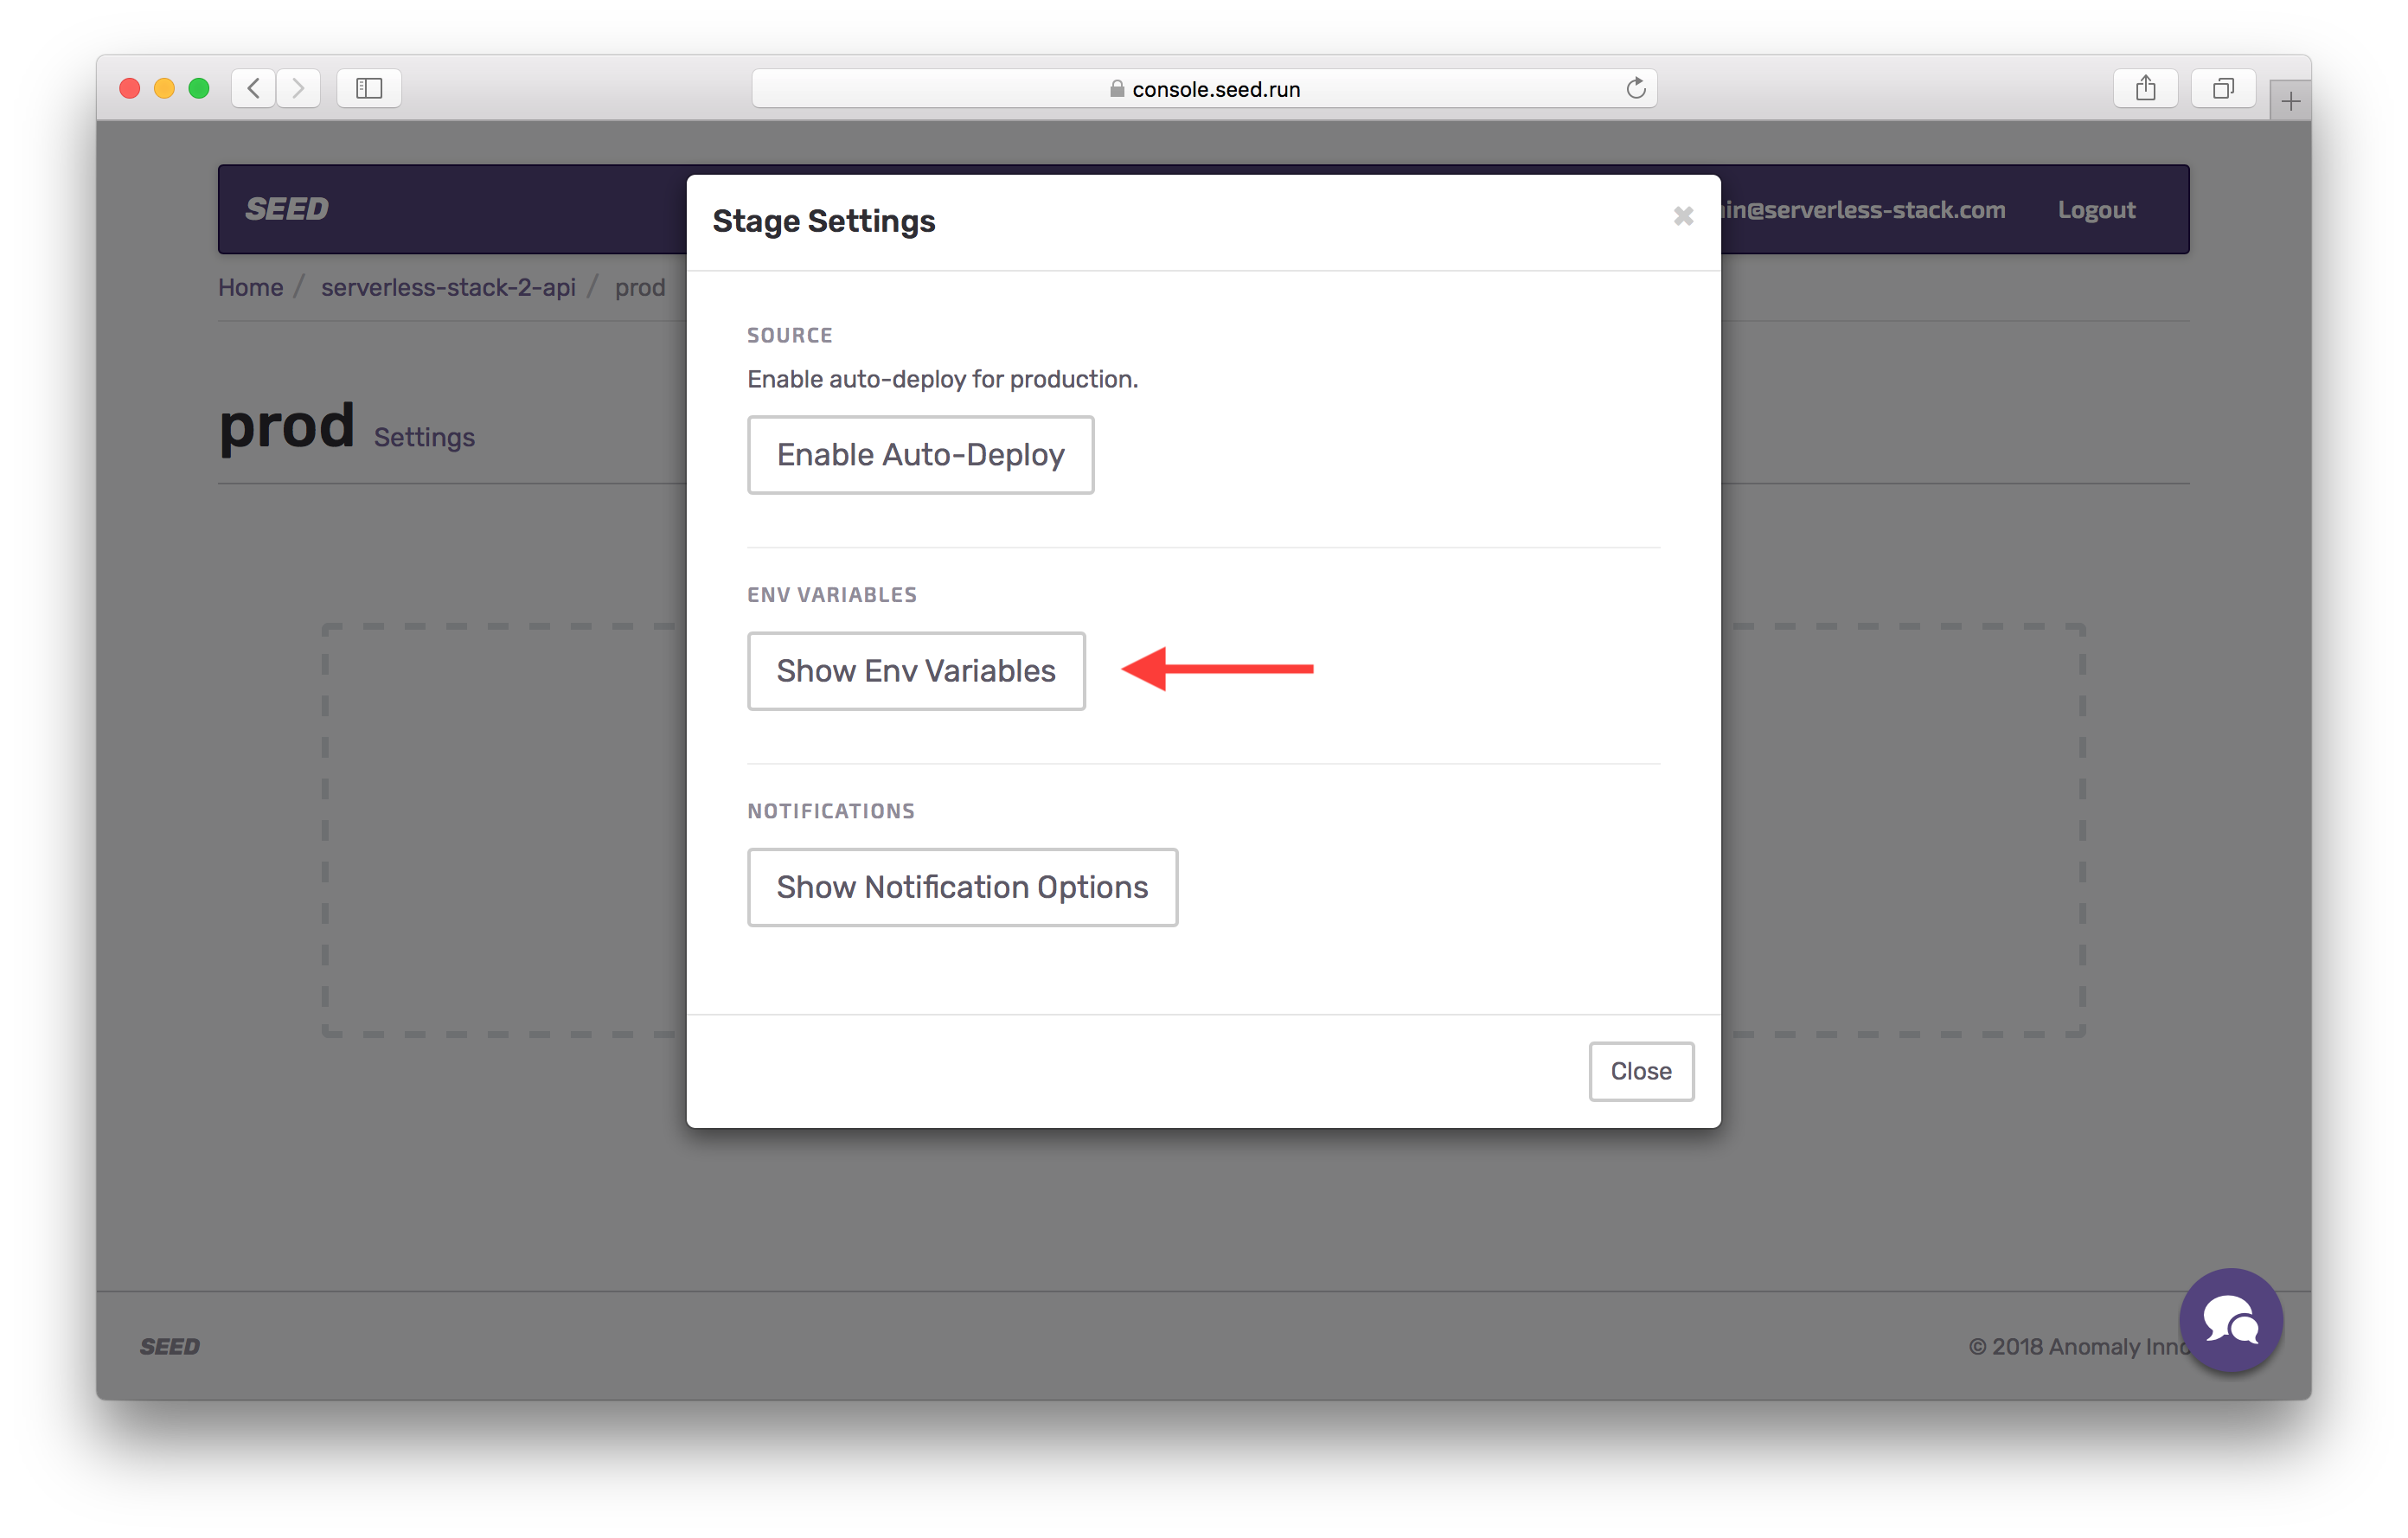 console.seed.run
SEED
@serverless-stack.com
Logout
Home / serverless-stack-2-api / prod
prod Settings
Stage Settings
SOURCE
Enable auto-deploy for production.
Enable Auto-Deploy
ENV VARIABLES
Show Env Variables
NOTIFICATIONS
Show Notification Options
Close
SEED
© 2018 Anomaly